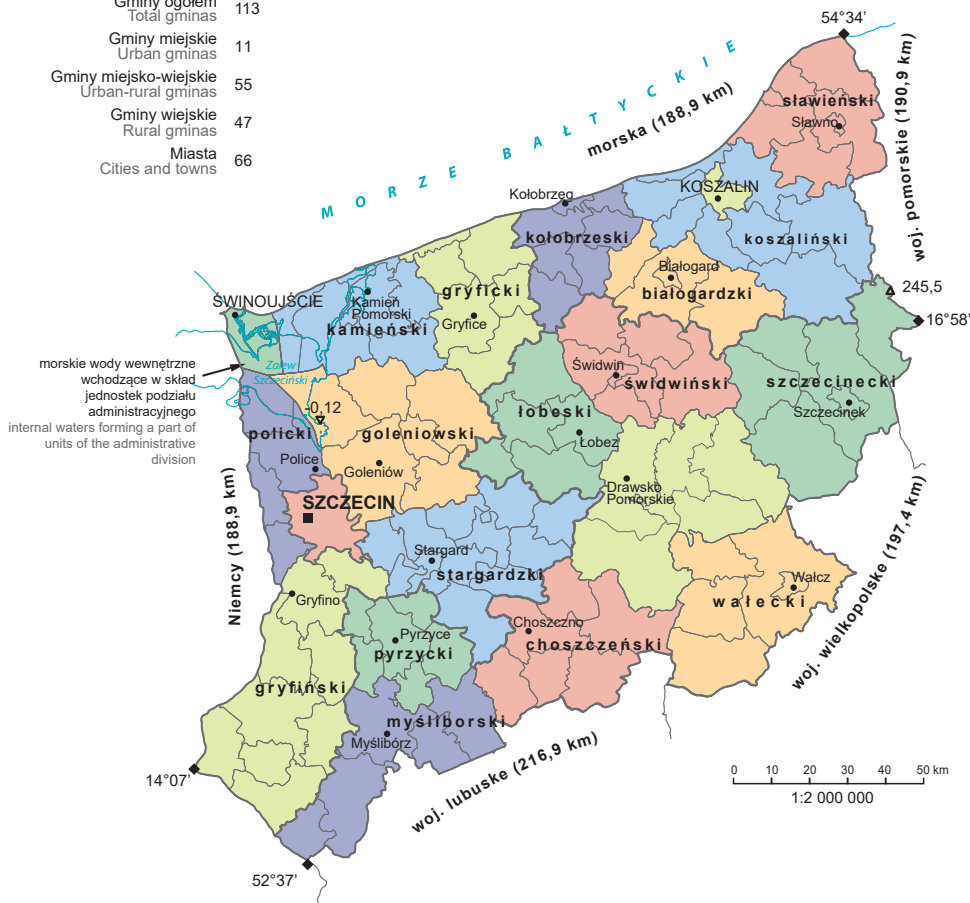 Gminy ogółem 113
Total gminas
Gminy miejskie 11
Urban gminas
Gminy miejsko-wiejskie 55
Urban-rural gminas
Gminy wiejskie 47
Rural gminas
Miasta 66
Cities and towns
54°34'
MORZE BAŁTYCKIE
morska (188,9 km)
woj. pomorskie (190,9 km)
sławieński
Sławno
KOSZALIN
Kołobrzeg
kołobrzeski
koszaliński
Białogard
białogardzki
245,5
16°58'
ŚWINOUJŚCIE
Kamień
Pomorski
kamieński
gryficki
Gryfice
morskie wody wewnętrzne
wchodzące w skład
jednostek podziału
administracyjnego
internal waters forming a part of
units of the administrative
division
Zalew
Szczeciński
-0,12
Świdwin
świdwiński
szczecinecki
Szczecinek
policki
Police
goleniowski
Goleniów
łobeski
Łobez
Drawsko
Pomorskie
SZCZECIN
Niemcy (188,9 km)
Stargard
stargardzki
woj. wielkopolskie (197,4 km)
Wałcz
wałecki
Gryfino
Pyrzyce
pyrzycki
Choszczno
choszczeński
gryfiński
myśliborski
Myślibórz
woj. lubuskie (216,9 km)
14°07'
52°37'
0 10 20 30 40 50 km
1:2 000 000